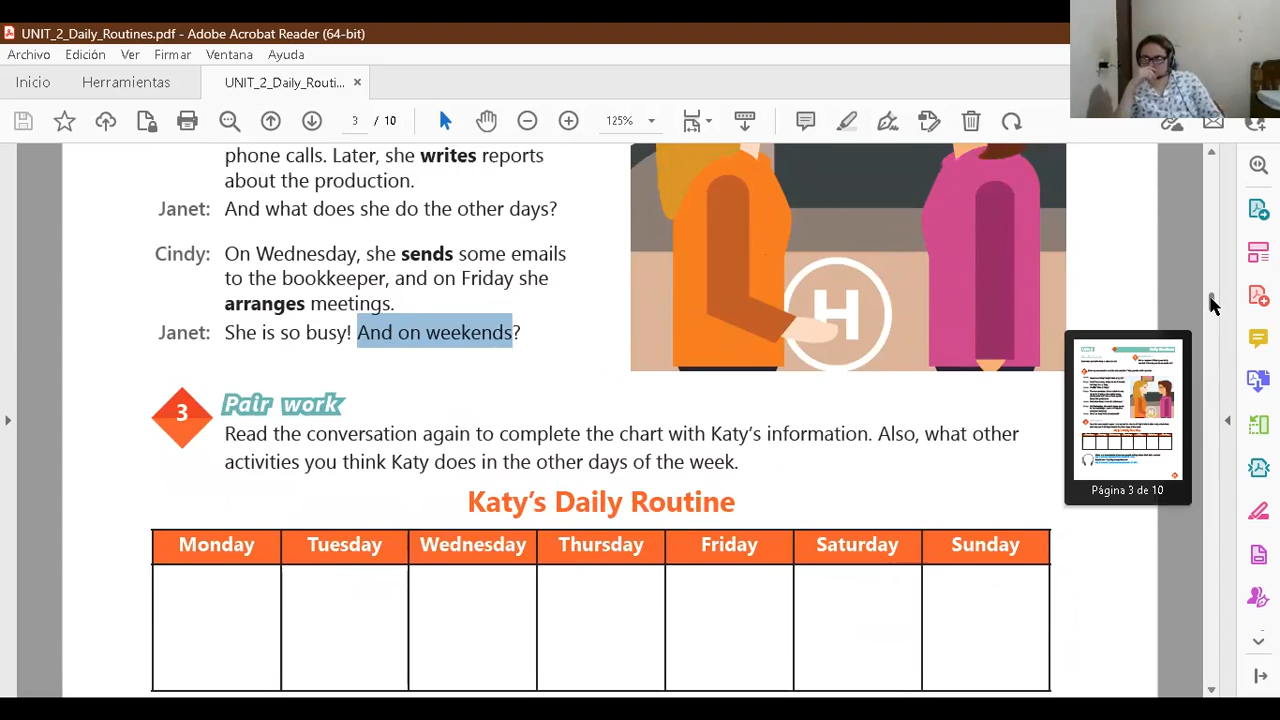 UNIT_2_Daily_Routines.pdf - Adobe Acrobat Reader (64-bit)
Archivo Edición Ver Firmar Ventana Ayuda
Inicio Herramientas UNIT_2_Daily_Routi... ×
3 / 10 125%
phone calls. Later, she writes reports
about the production.
Janet: And what does she do the other days?
Cindy: On Wednesday, she sends some emails
to the bookkeeper, and on Friday she
arranges meetings.
Janet: She is so busy! And on weekends?
H
3 Pair work
Read the conversation again to complete the chart with Katy's information. Also, what other
activities you think Katy does in the other days of the week.
Página 3 de 10
Katy's Daily Routine
Monday Tuesday Wednesday Thursday Friday Saturday Sunday